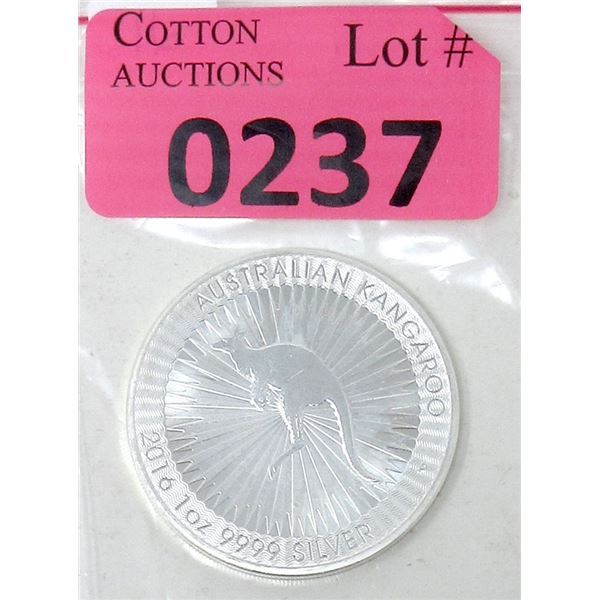 COTTON
AUCTIONS
Lot #
0237
AUSTRALIAN KANGAROO
2016 1oz 9999 SILVER